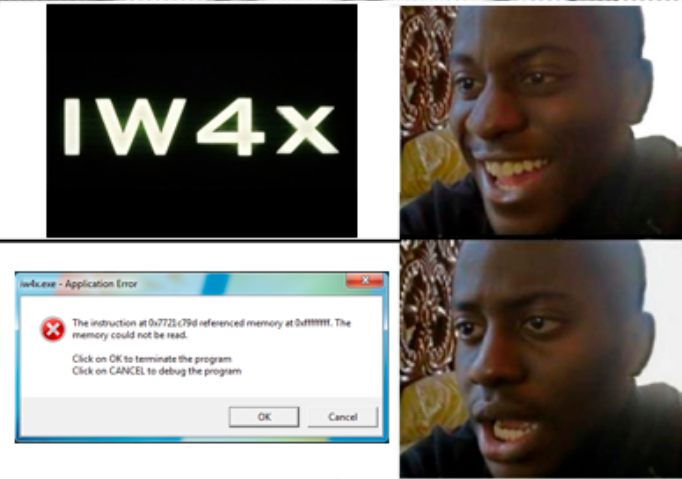 IW4x
iw4x.exe - Application Error
The instruction at 0x7721c79d referenced memory at 0xffffffff. The
memory could not be read.
Click on OK to terminate the program
Click on CANCEL to debug the program
OK
Cancel